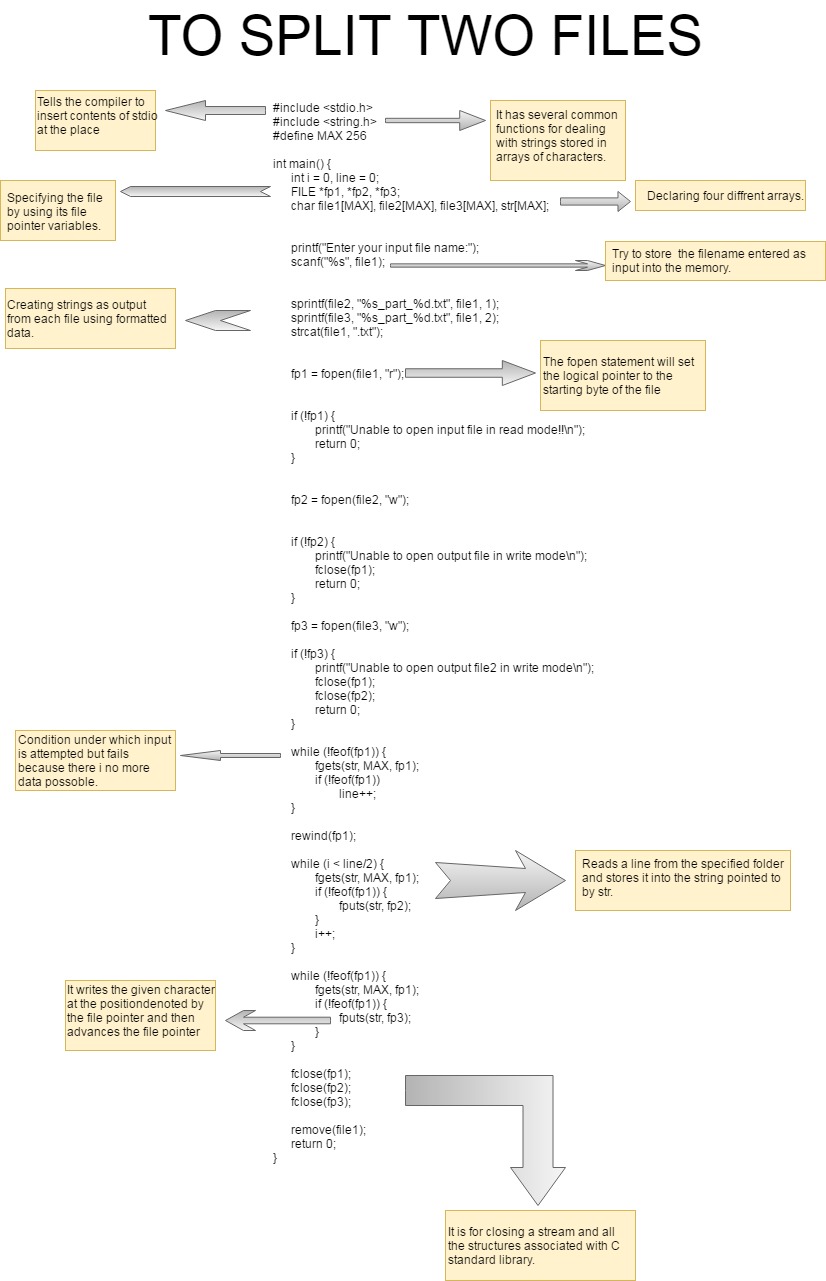 TO SPLIT TWO FILES
Tells the compiler to
insert contents of stdio
at the place
#include <stdio.h>
#include <string.h>
#define MAX 256
It has several common
functions for dealing
with strings stored in
arrays of characters.
int main() {
int i = 0, line = 0;
FILE *fp1, *fp2, *fp3;
char file1[MAX], file2[MAX], file3[MAX], str[MAX];
Specifying the file
by using its file
pointer variables.
Declaring four diffrent arrays.
printf("Enter your input file name:");
scanf("%s", file1);
Try to store the filename entered as
input into the memory.
Creating strings as output
from each file using formatted
data.
sprintf(file2, "%s_part_%d.txt", file1, 1);
sprintf(file3, "%s_part_%d.txt", file1, 2);
strcat(file1, ".txt");
fp1 = fopen(file1, "r");
The fopen statement will set
the logical pointer to the
starting byte of the file
if (!fp1) {
printf("Unable to open input file in read mode!!\n");
return 0;
}
fp2 = fopen(file2, "w");
if (!fp2) {
printf("Unable to open output file in write mode\n");
fclose(fp1);
return 0;
}
fp3 = fopen(file3, "w");
if (!fp3) {
printf("Unable to open output file2 in write mode\n");
fclose(fp1);
fclose(fp2);
return 0;
}
Condition under which input
is attempted but fails
because there i no more
data possoble.
while (!feof(fp1)) {
fgets(str, MAX, fp1);
if (!feof(fp1))
line++;
}
rewind(fp1);
while (i < line/2) {
fgets(str, MAX, fp1);
if (!feof(fp1)) {
fputs(str, fp2);
}
i++;
}
Reads a line from the specified folder
and stores it into the string pointed to
by str.
while (!feof(fp1)) {
fgets(str, MAX, fp1);
if (!feof(fp1)) {
fputs(str, fp3);
}
}
It writes the given character
at the positiondenoted by
the file pointer and then
advances the file pointer
fclose(fp1);
fclose(fp2);
fclose(fp3);
remove(file1);
return 0;
}
It is for closing a stream and all
the structures associated with C
standard library.